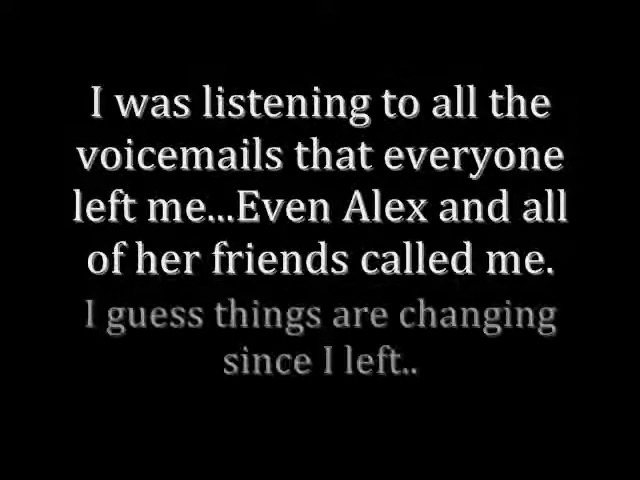 I was listening to all the
voicemails that everyone
left me...Even Alex and all
of her friends called me.
I guess things are changing
since I left..